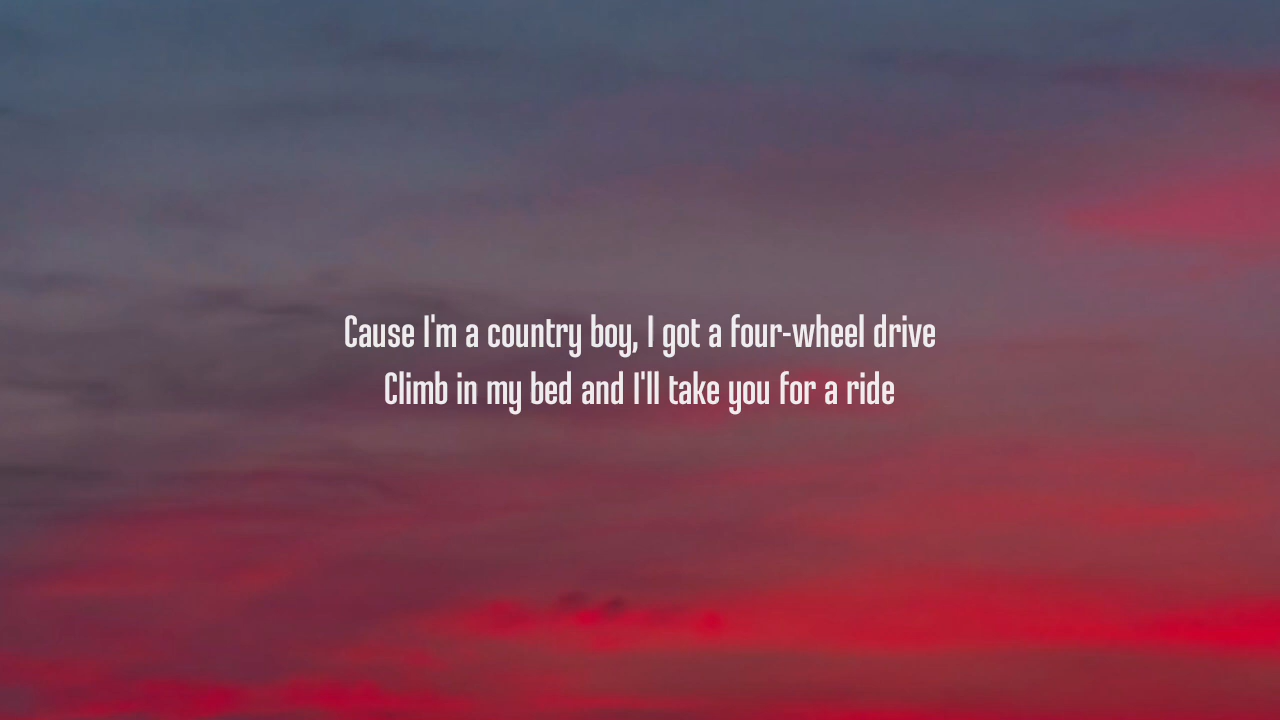 Cause I'm a country boy, I got a four-wheel drive
Climb in my bed and I'll take you for a ride